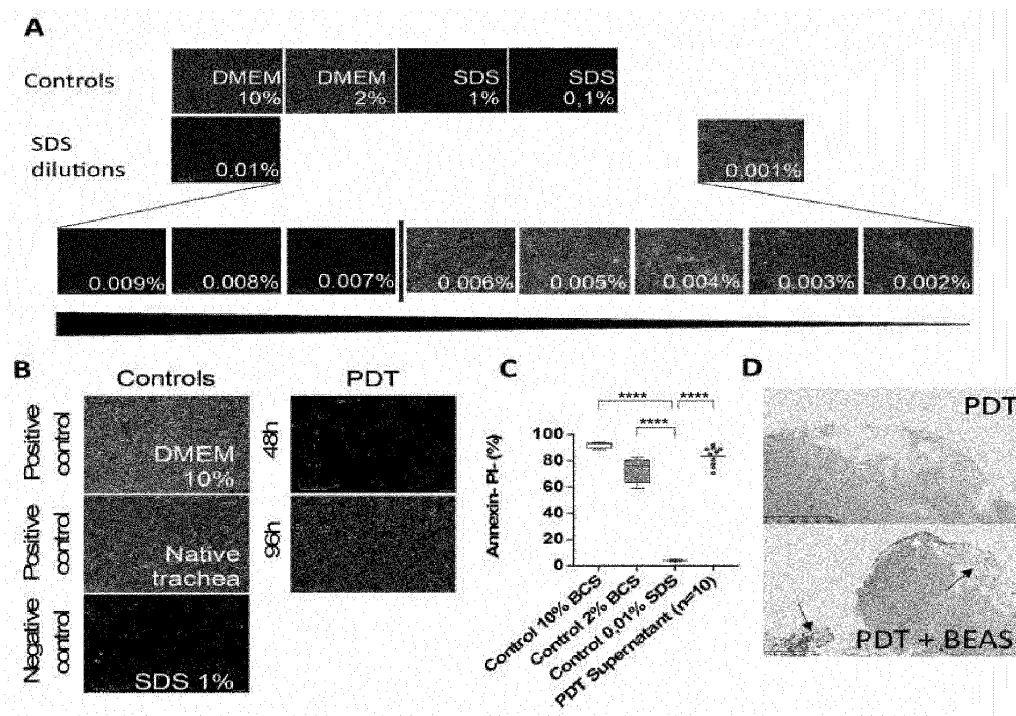 A
Controls
DMEM
10%
DMEM
2%
SDS
1%
SDS
0,1%
SDS
dilutions
0,01%
0.001%
0.009%
0.008%
0.007%
0.006%
0.005%
0.004%
0.003%
0.002%
B
Controls
PDT
Positive
control
DMEM
10%
48h
Positive
control
Native
trachea
96h
Negative
control
SDS 1%
C
****
****
****
Annexin- PI- (%)
100
80
60
40
20
0
Control 10% BCS
Control 2% BCS
Control 0,01% SDS
PDT Supernatant (n=10)
D
PDT
PDT + BEAS